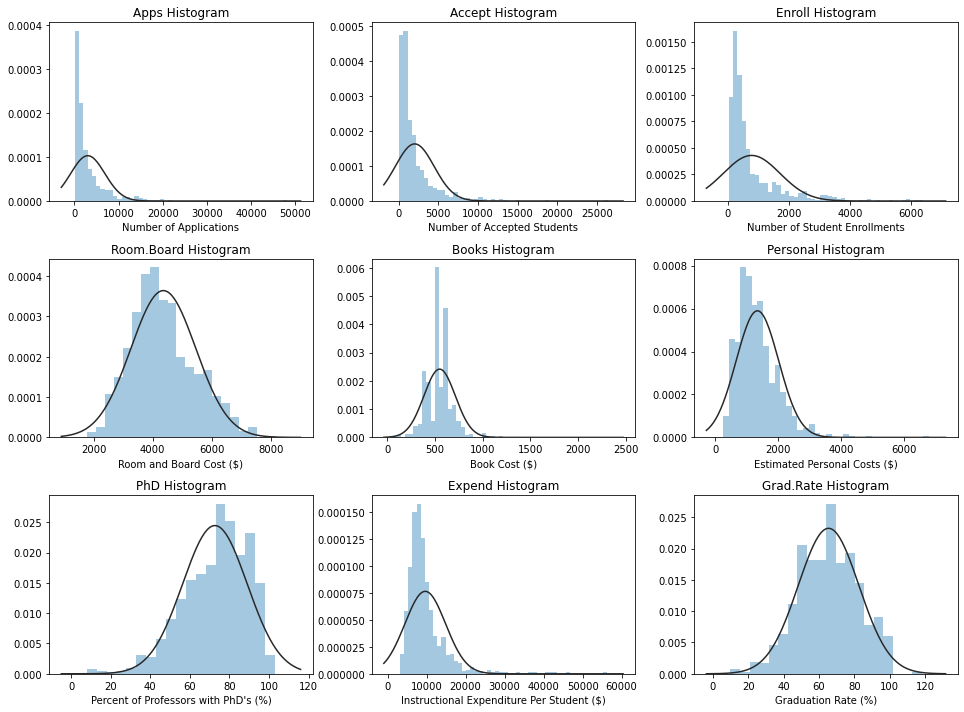 Apps Histogram
0.0004
0.0003
0.0002
0.0001
0.0000
0 10000 20000 30000 40000 50000
Number of Applications
Accept Histogram
0.0005
0.0004
0.0003
0.0002
0.0001
0.0000
0 5000 10000 15000 20000 25000
Number of Accepted Students
Enroll Histogram
0.00150
0.00125
0.00100
0.00075
0.00050
0.00025
0.00000
0 2000 4000 6000
Number of Student Enrollments
Room.Board Histogram
0.0004
0.0003
0.0002
0.0001
0.0000
2000 4000 6000 8000
Room and Board Cost ($)
Books Histogram
0.006
0.005
0.004
0.003
0.002
0.001
0.000
0 500 1000 1500 2000 2500
Book Cost ($)
Personal Histogram
0.0008
0.0006
0.0004
0.0002
0.0000
0 2000 4000 6000
Estimated Personal Costs ($)
PhD Histogram
0.025
0.020
0.015
0.010
0.005
0.000
0 20 40 60 80 100 120
Percent of Professors with PhD's (%)
Expend Histogram
0.000150
0.000125
0.000100
0.000075
0.000050
0.000025
0.000000
0 10000 20000 30000 40000 50000 60000
Instructional Expenditure Per Student ($)
Grad.Rate Histogram
0.025
0.020
0.015
0.010
0.005
0.000
0 20 40 60 80 100 120
Graduation Rate (%)